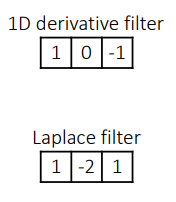 1D derivative filter
1 0 -1
Laplace filter
1 -2 1